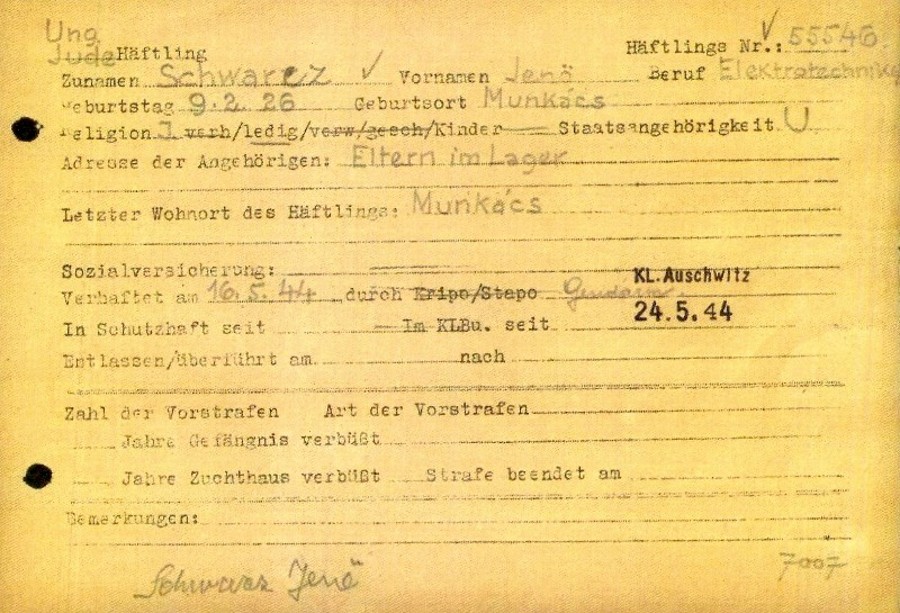 Ung.
Jude Häftling Häftlings Nr.: 55546.
Zunamen Schwarcz ✓ Vornamen Jenö Beruf Elektrotechnike
eburtstag 9.2.26 Geburtsort Munkács
eligion J verh/ledig/verw/gesch/Kinder Staatsangehörigkeit U
Adresse der Angehörigen: Eltern im Lager
Letzter Wohnort des Häftlings: Munkács
Sozialversicherung:
KL. Auschwitz
Verhaftet am 16.5.44 durch Kripo/Stapo Gendarm.
24.5.44
In Schutzhaft seit Im KLBu. seit
Entlassen/überführt am nach
Zahl der Vorstrafen Art der Vorstrafen
Jahre Gefängnis verbüßt
Jahre Zuchthaus verbüßt Strafe beendet am
Bemerkungen:
7007
Schwarcz Jenö